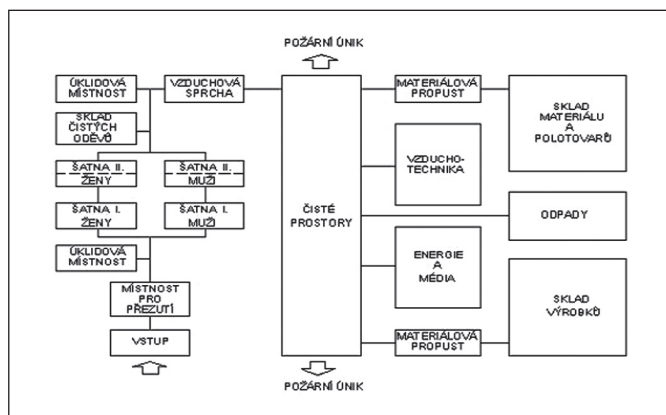 POŽÁRNÍ ÚNIK
ÚKLIDOVÁ
MÍSTNOST
VZDUCHOVÁ
SPRCHA
SKLAD
ČISTÝCH
ODĚVŮ
ŠATNA II.
ŽENY
ŠATNA II.
MUŽI
ŠATNA I.
ŽENY
ŠATNA I.
MUŽI
ÚKLIDOVÁ
MÍSTNOST
MÍSTNOST
PRO
PŘEZUTÍ
VSTUP
ČISTÉ
PROSTORY
MATERIÁLOVÁ
PROPUST
VZDUCHO-
TECHNIKA
ENERGIE
A
MÉDIA
MATERIÁLOVÁ
PROPUST
SKLAD
MATERIÁLU
A
POLOTOVARŮ
ODPADY
SKLAD
VÝROBKŮ
POŽÁRNÍ ÚNIK